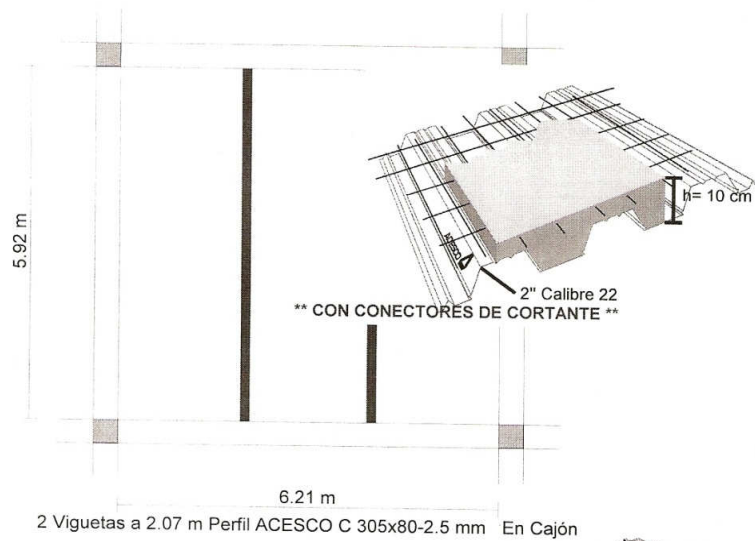 h= 10 cm
5.92 m
ACESCO
2" Calibre 22
** CON CONECTORES DE CORTANTE **
6.21 m
2 Viguetas a 2.07 m Perfil ACESCO C 305x80-2.5 mm En Cajón